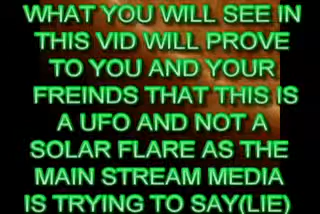 WHAT YOU WILL SEE IN
THIS VID WILL PROVE
TO YOU AND YOUR
FREINDS THAT THIS IS
A UFO AND NOT A
SOLAR FLARE AS THE
MAIN STREAM MEDIA
IS TRYING TO SAY(LIE)